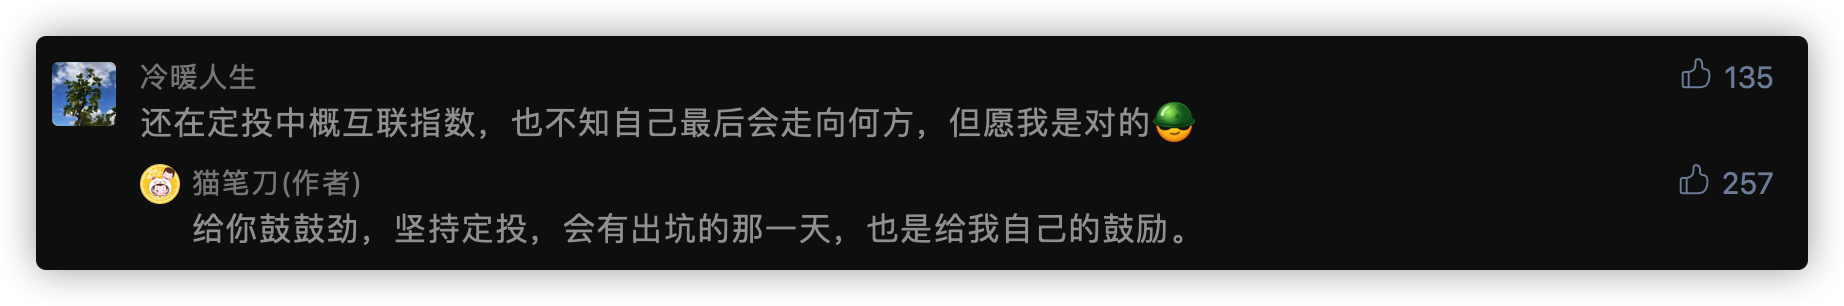 冷暖人生
135
还在定投中概互联指数，也不知自己最后会走向何方，但愿我是对的
猫笔刀(作者)
257
给你鼓鼓劲，坚持定投，会有出坑的那一天，也是给我自己的鼓励。